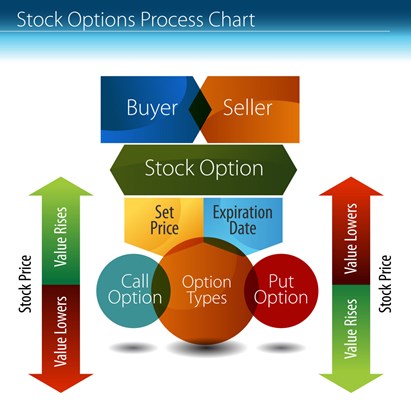 Stock Options Process Chart
Buyer
Seller
Stock Option
Set
Price
Expiration
Date
Call
Option
Option
Types
Put
Option
Stock Price
Value Rises
Value Lowers
Stock Price
Value Lowers
Value Rises